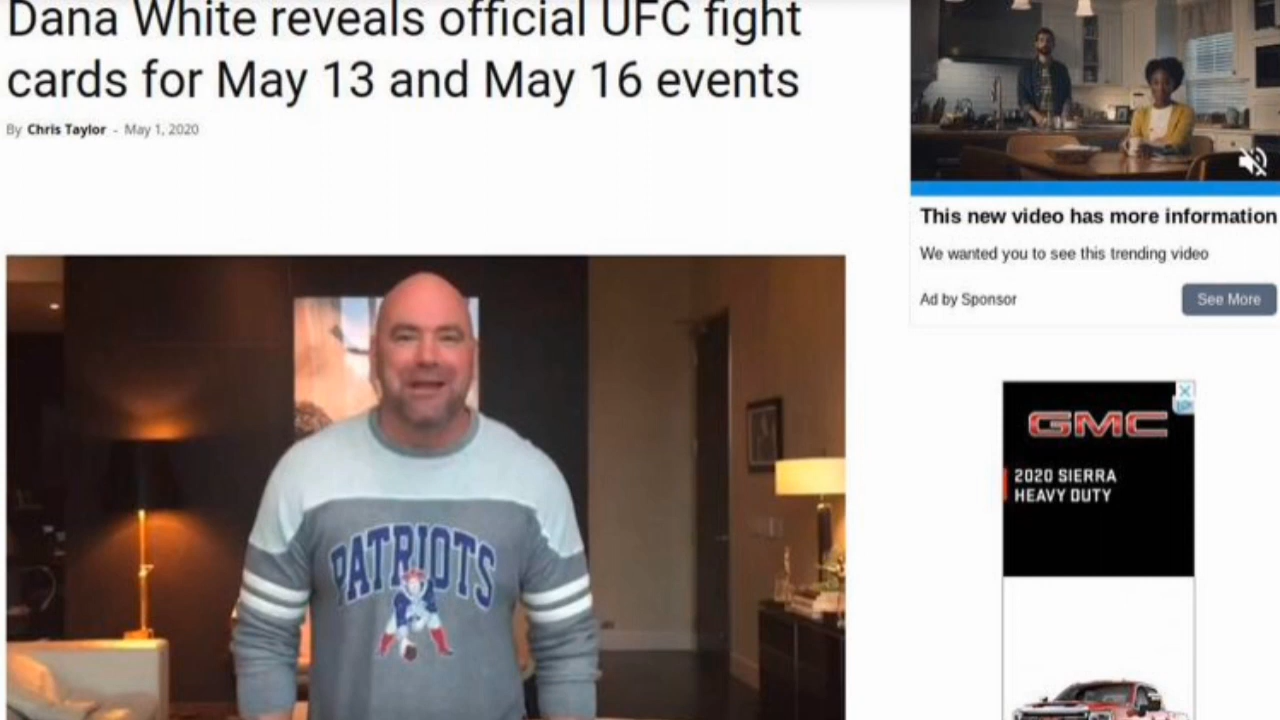 Dana White reveals official UFC fight
cards for May 13 and May 16 events
By Chris Taylor - May 1, 2020
PATRIOTS
This new video has more information
We wanted you to see this trending video
Ad by Sponsor
See More
GMC
2020 SIERRA
HEAVY DUTY